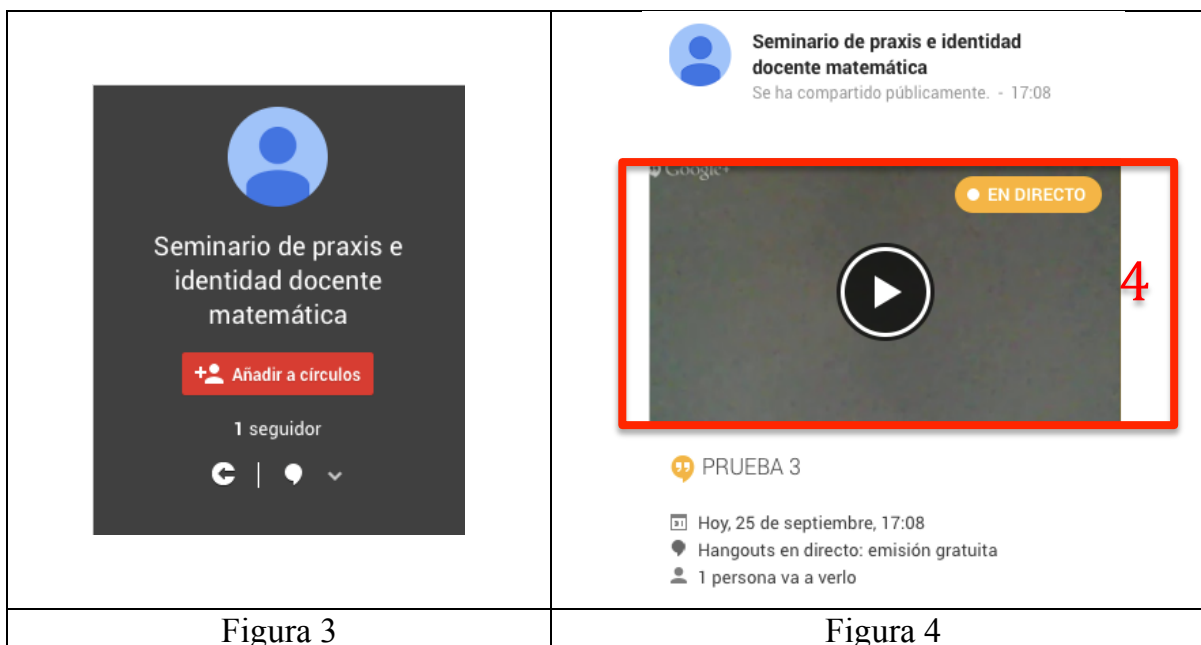 Seminario de praxis e
identidad docente
matemática
Añadir a círculos
1 seguidor
Figura 3
Seminario de praxis e identidad
docente matemática
Se ha compartido públicamente. - 17:08
Google+
EN DIRECTO
4
PRUEBA 3
31 Hoy, 25 de septiembre, 17:08
Hangouts en directo: emisión gratuita
1 persona va a verlo
Figura 4